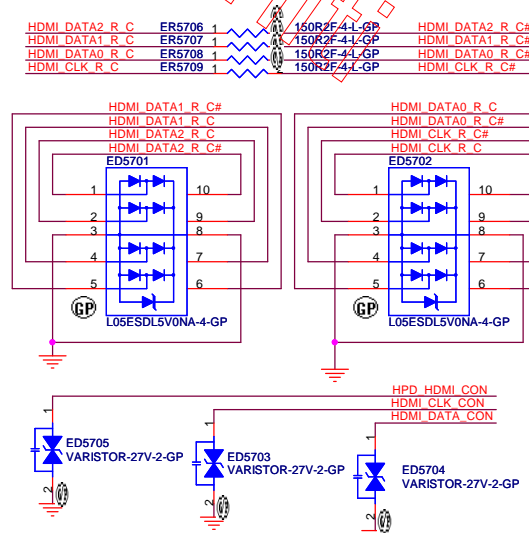 HDMI_DATA2_R_C ER5706 1 150R2F-4-L-GP HDMI_DATA2_R_C#
HDMI_DATA1_R_C ER5707 1 150R2F-4-L-GP HDMI_DATA1_R_C#
HDMI_DATA0_R_C ER5708 1 150R2F-4-L-GP HDMI_DATA0_R_C#
HDMI_CLK_R_C ER5709 1 150R2F-4-L-GP HDMI_CLK_R_C#
HDMI_DATA1_R_C# HDMI_DATA0_R_C
HDMI_DATA1_R_C HDMI_DATA0_R_C#
HDMI_DATA2_R_C HDMI_CLK_R_C#
HDMI_DATA2_R_C# HDMI_CLK_R_C
ED5701 ED5702
1 10 1 10
2 9 2 9
3 8 3 8
4 7 4 7
5 6 5 6
GP GP
L05ESDL5V0NA-4-GP L05ESDL5V0NA-4-GP
HPD_HDMI_CON
HDMI_CLK_CON
HDMI_DATA_CON
1 1 1
ED5705 ED5703 ED5704
VARISTOR-27V-2-GP VARISTOR-27V-2-GP VARISTOR-27V-2-GP
2 GP 2 GP 2 GP